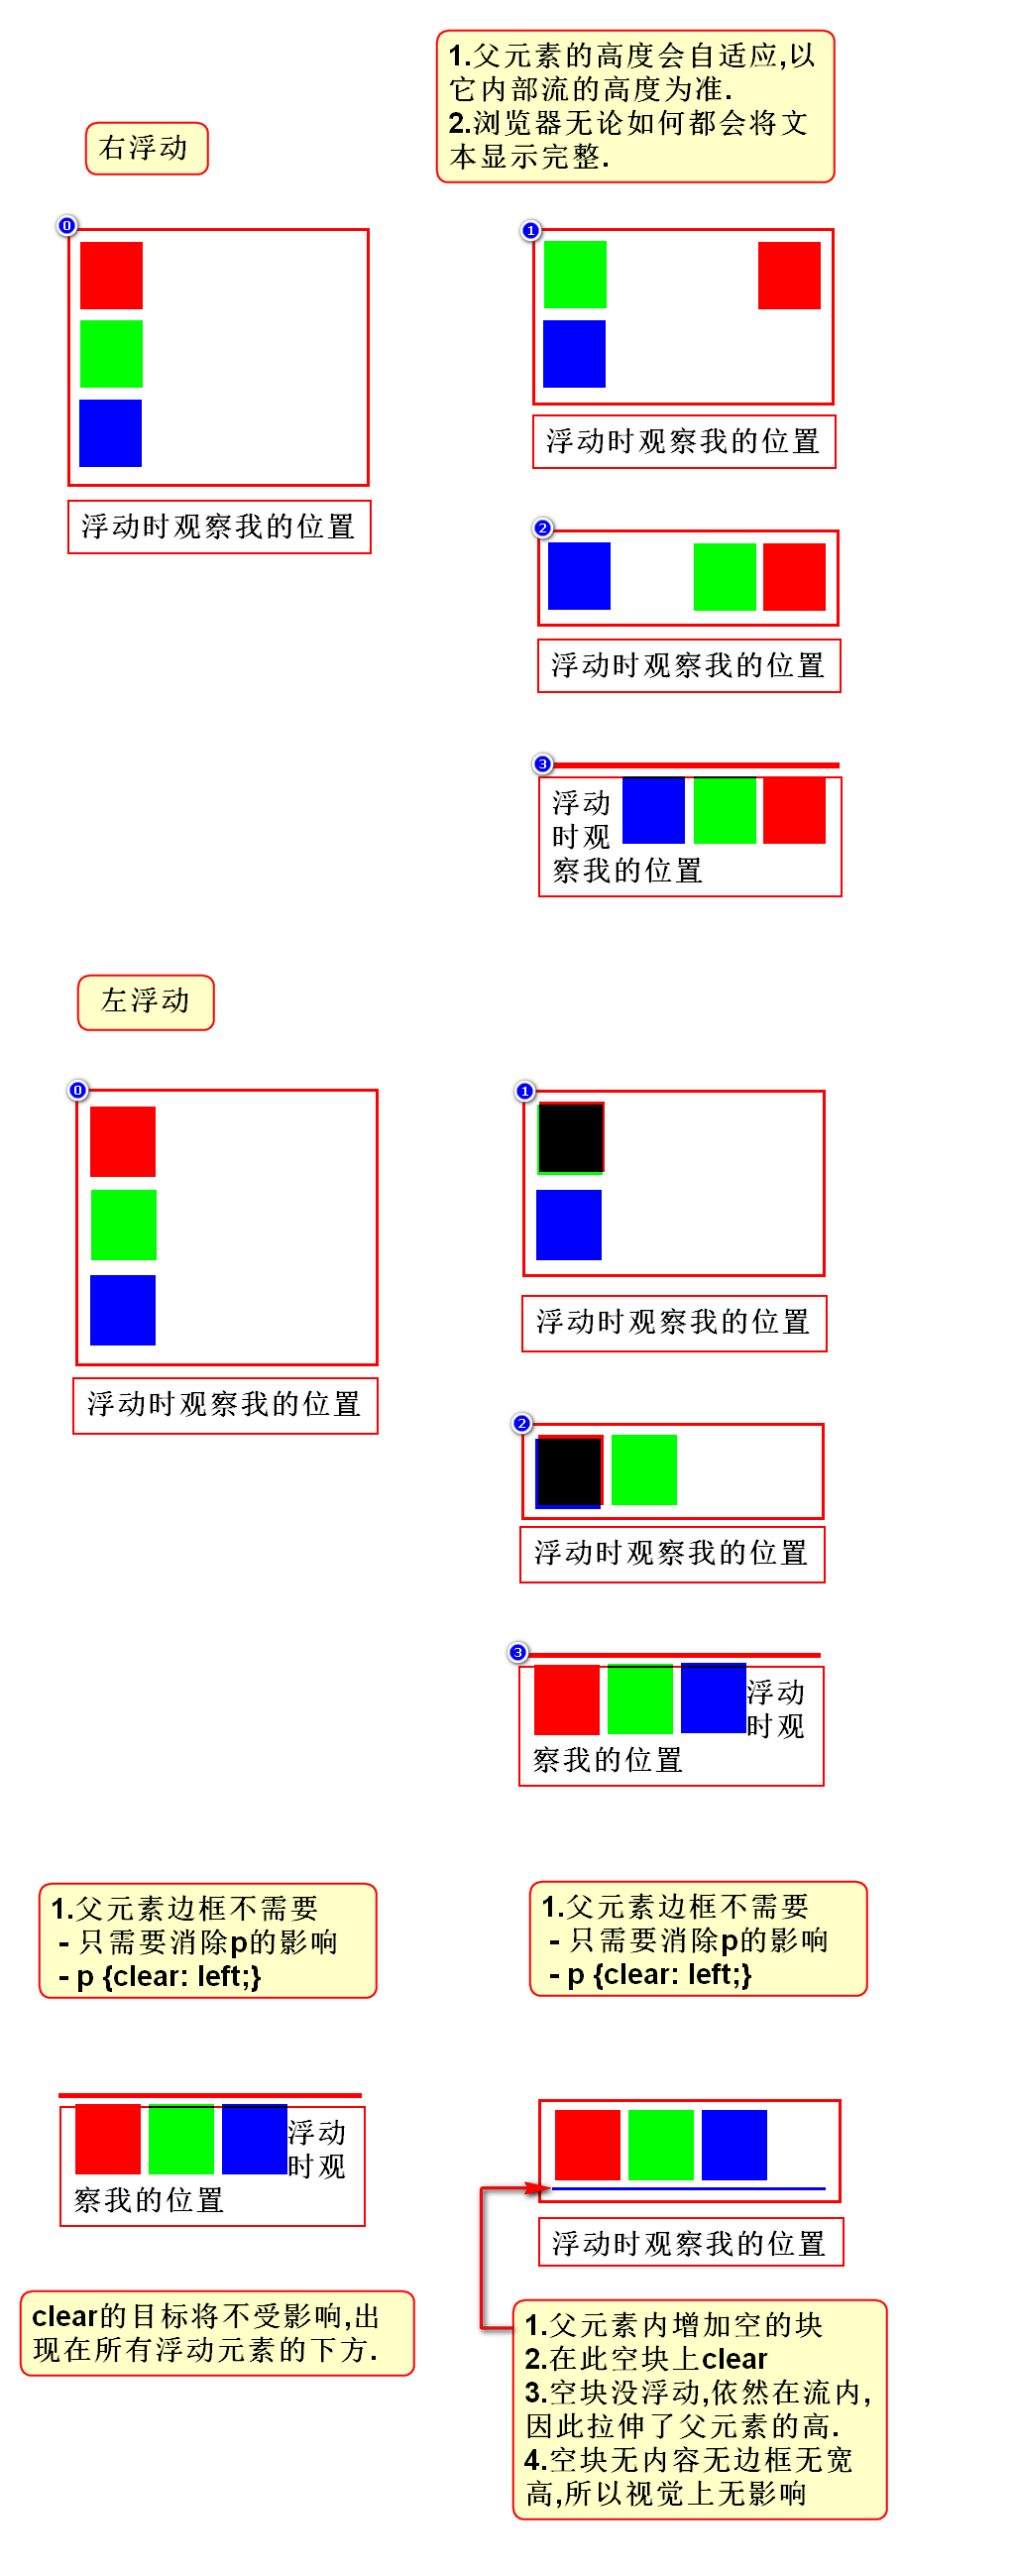 1.父元素的高度会自适应,以
它内部流的高度为准.
2.浏览器无论如何都会将文
本显示完整.
右浮动
0
1
浮动时观察我的位置
浮动时观察我的位置
2
浮动时观察我的位置
3
浮动
时观
察我的位置
左浮动
0
1
浮动时观察我的位置
浮动时观察我的位置
2
浮动时观察我的位置
3
浮动
时观
察我的位置
1.父元素边框不需要
- 只需要消除p的影响
- p {clear: left;}
1.父元素边框不需要
- 只需要消除p的影响
- p {clear: left;}
浮动
时观
察我的位置
浮动时观察我的位置
clear的目标将不受影响,出
现在所有浮动元素的下方.
1.父元素内增加空的块
2.在此空块上clear
3.空块没浮动,依然在流内,
因此拉伸了父元素的高.
4.空块无内容无边框无宽
高,所以视觉上无影响